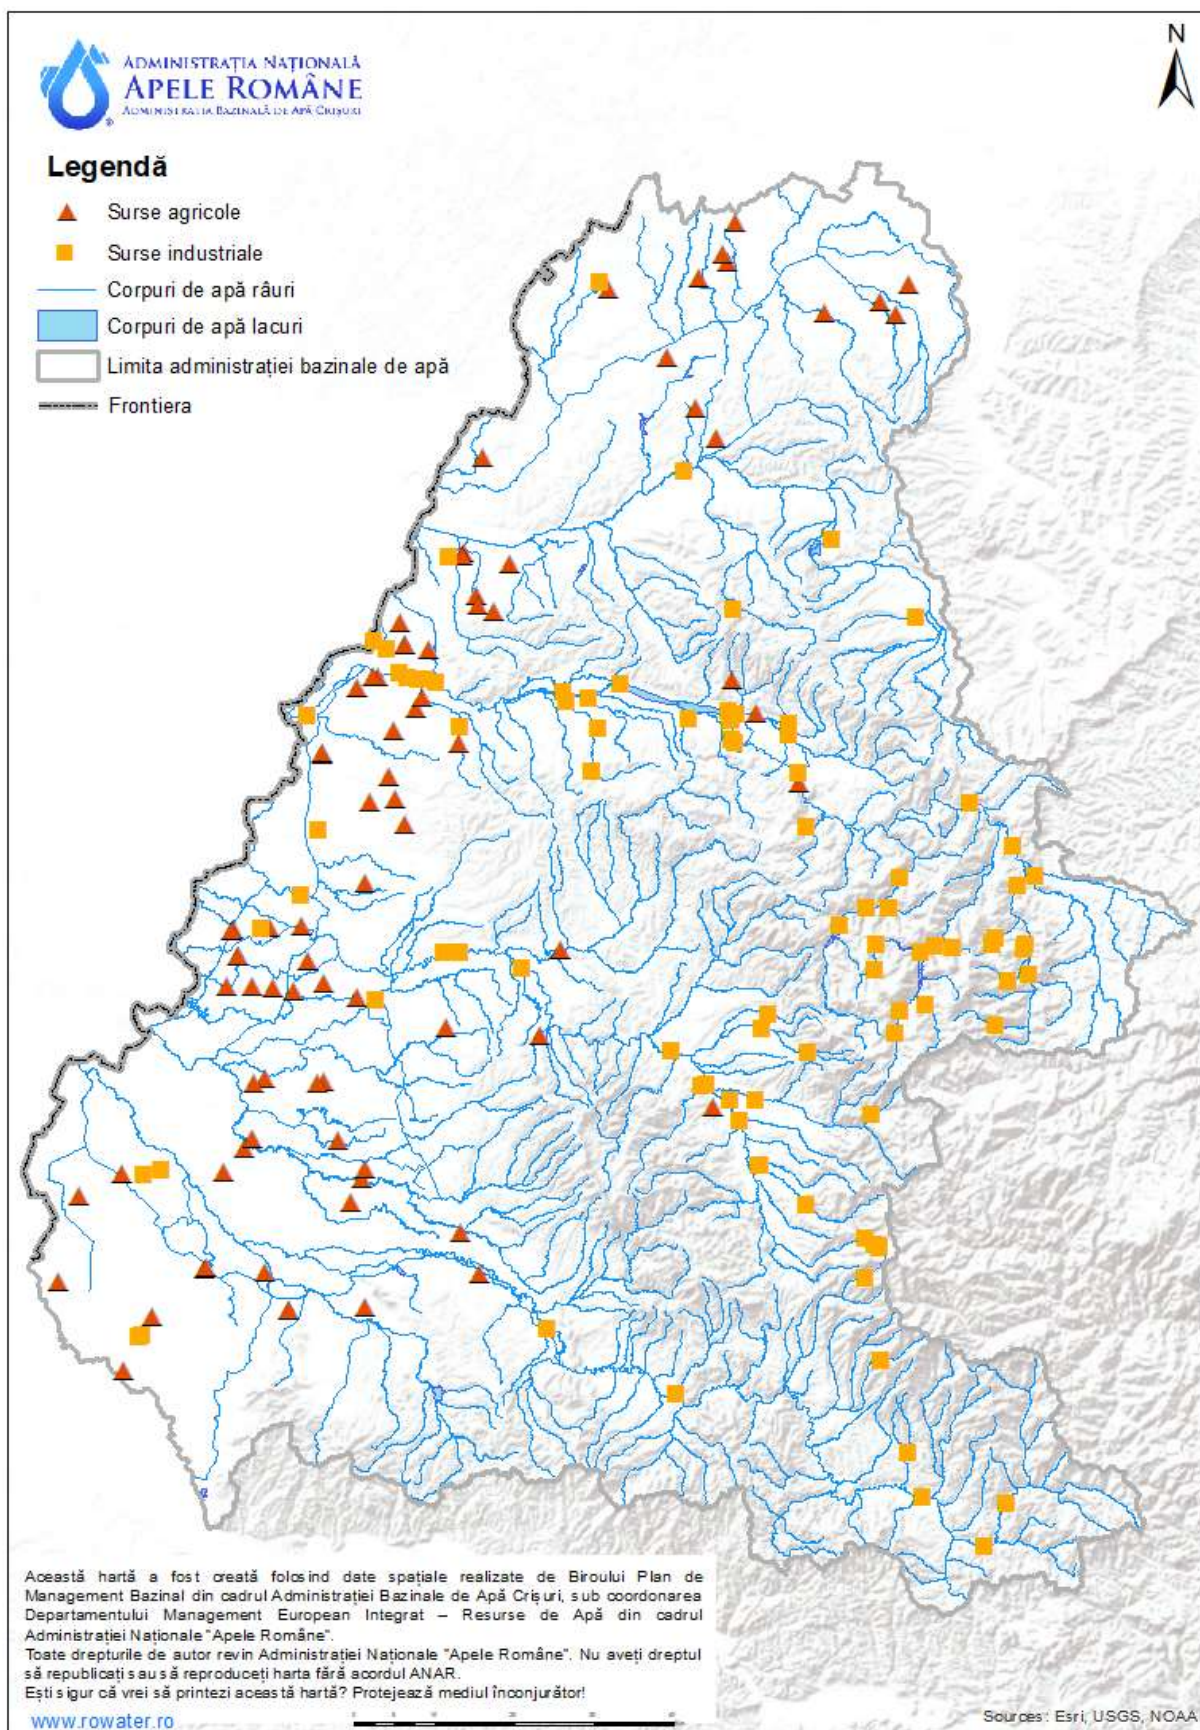 ADMINISTRAȚIA NAȚIONALĂ
APELE ROMÂNE
ADMINISTRAȚIA BAZINALĂ DE APĂ CRIȘURI
N
Legendă
Surse agricole
Surse industriale
Corpuri de apă râuri
Corpuri de apă lacuri
Limita administrației bazinale de apă
Frontiera
Această hartă a fost creată folosind date spațiale realizate de Biroului Plan de
Management Bazinal din cadrul Administrației Bazinale de Apă Crișuri, sub coordonarea
Departamentului Management European Integrat – Resurse de Apă din cadrul
Administrației Naționale "Apele Române".
Toate drepturile de autor revin Administrației Naționale "Apele Române". Nu aveți dreptul
să republicați sau să reproduceți harta fără acordul ANAR.
Ești sigur că vrei să printezi această hartă? Protejează mediul înconjurător!
www.rowater.ro
Sources: Esri, USGS, NOAA